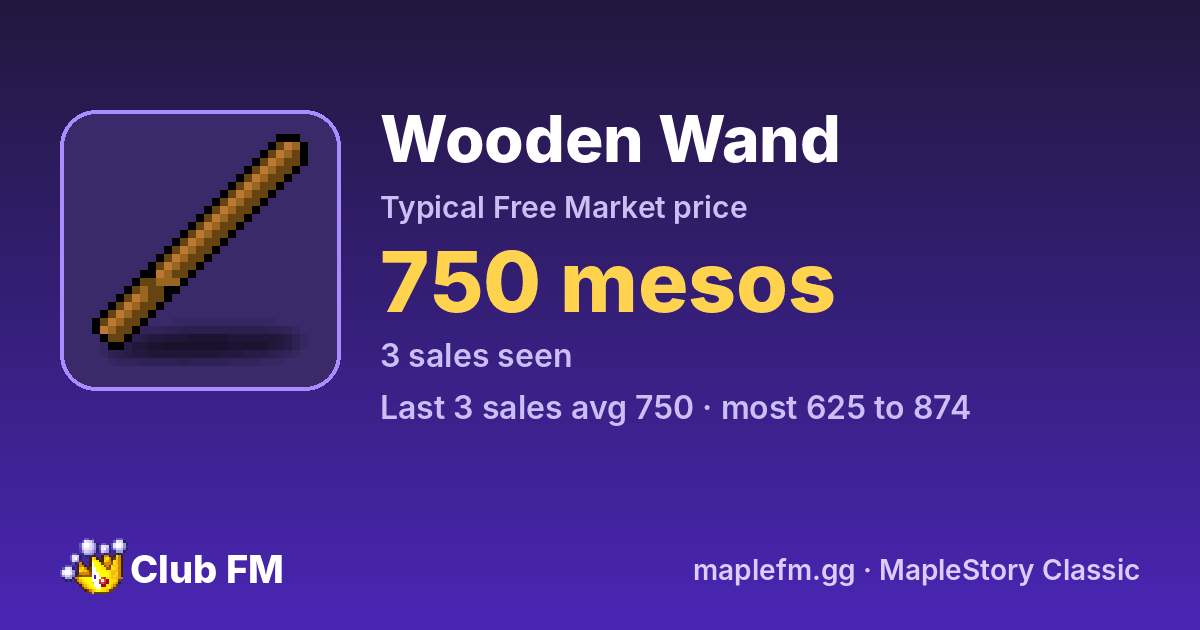 Wooden Wand
Typical Free Market price
750 mesos
3 sales seen
Last 3 sales avg 750 · most 625 to 874
Club FM
maplefm.gg · MapleStory Classic